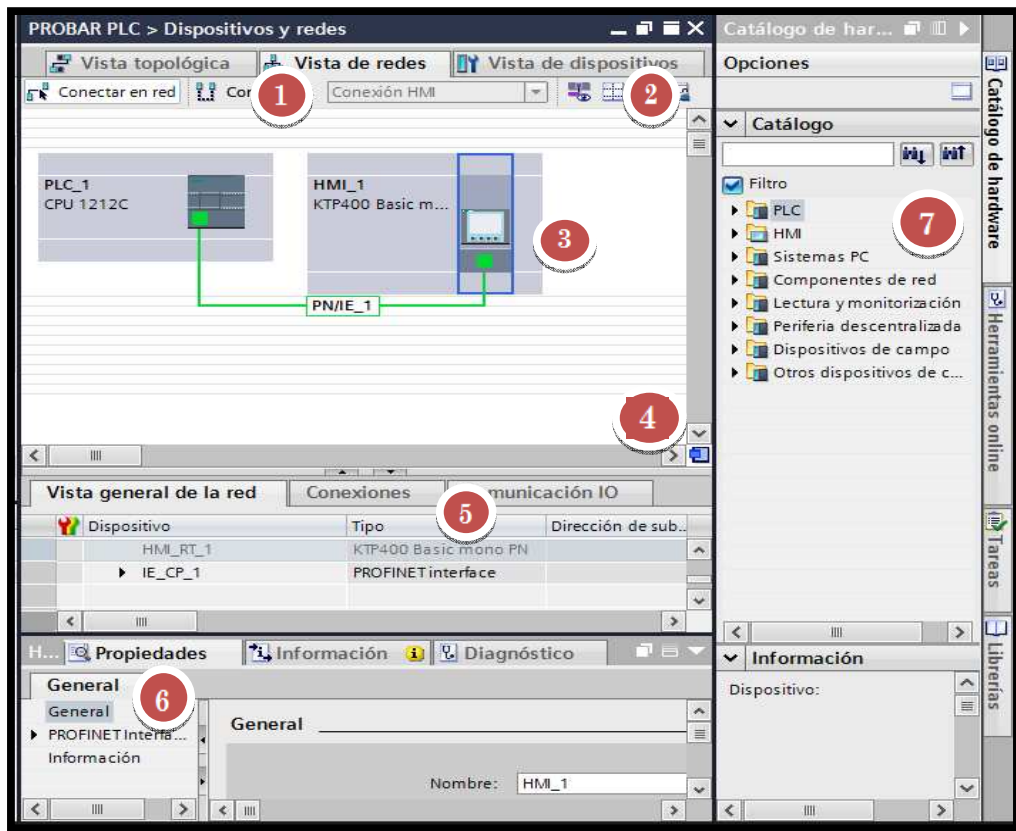 PROBAR PLC > Dispositivos y redes
Catálogo de har...
Vista topológica
Vista de redes
Vista de dispositivos
Opciones
Conectar en red
Conexión HMI
1
2
Catálogo
Filtro
PLC
HMI
Sistemas PC
Componentes de red
Lectura y monitorización
Periferia descentralizada
Dispositivos de campo
Otros dispositivos de c...
7
PLC_1
CPU 1212C
HMI_1
KTP400 Basic m...
3
PN/IE_1
4
Vista general de la red
Conexiones
5
Dispositivo
Tipo
Dirección de sub..
HMI_RT_1
KTP400 Basic mono PN
IE_CP_1
PROFINET interface
H...
Propiedades
Información
Diagnóstico
General
General
PROFINET Interfa...
Información
6
General
Nombre:
HMI_1
Información
Dispositivo:
Catálogo de hardware
Herramientas online
Tareas
Librerías